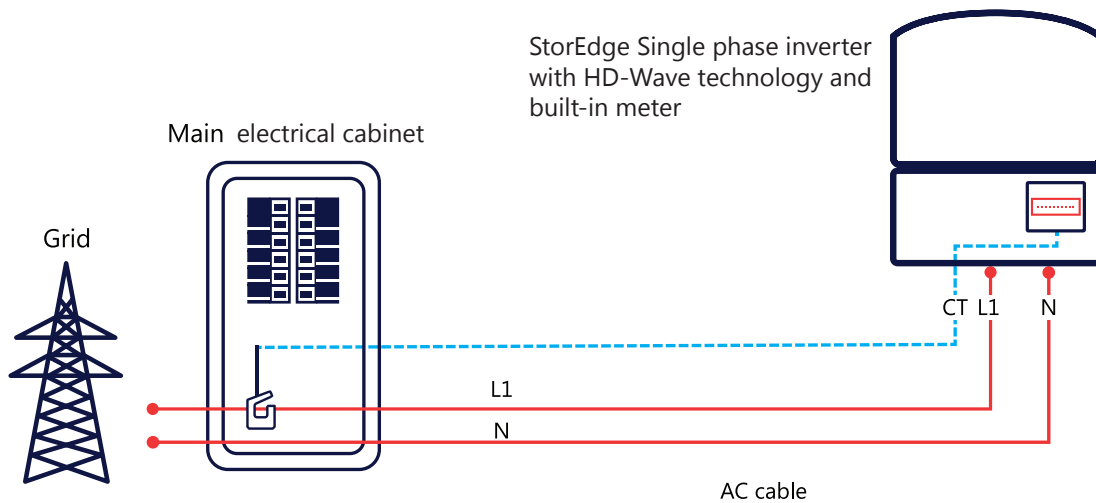 StorEdge Single phase inverter
with HD-Wave technology and
built-in meter
Main electrical cabinet
Grid
CT L1 N
L1
N
AC cable